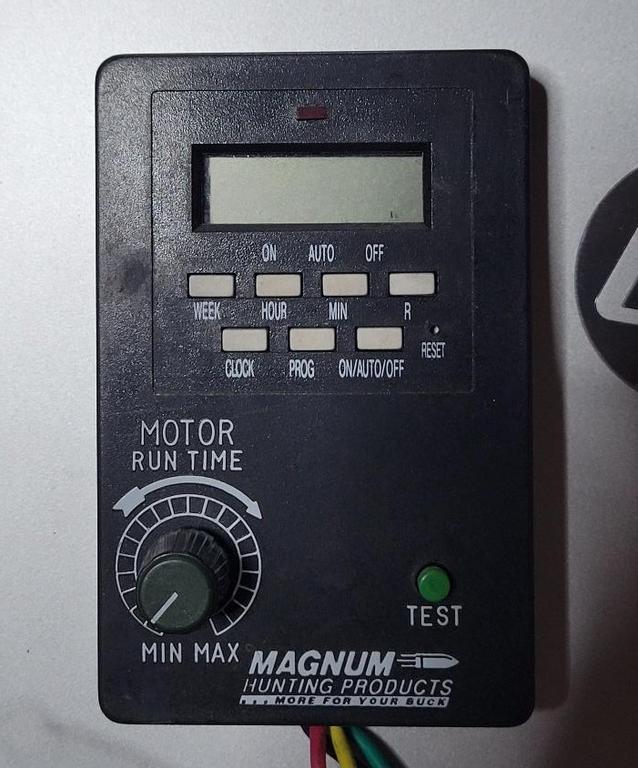 ON AUTO OFF
WEEK HOUR MIN R
CLOCK PROG ON/AUTO/OFF RESET
MOTOR
RUN TIME
MIN MAX
TEST
MAGNUM
HUNTING PRODUCTS
... MORE FOR YOUR BUCK